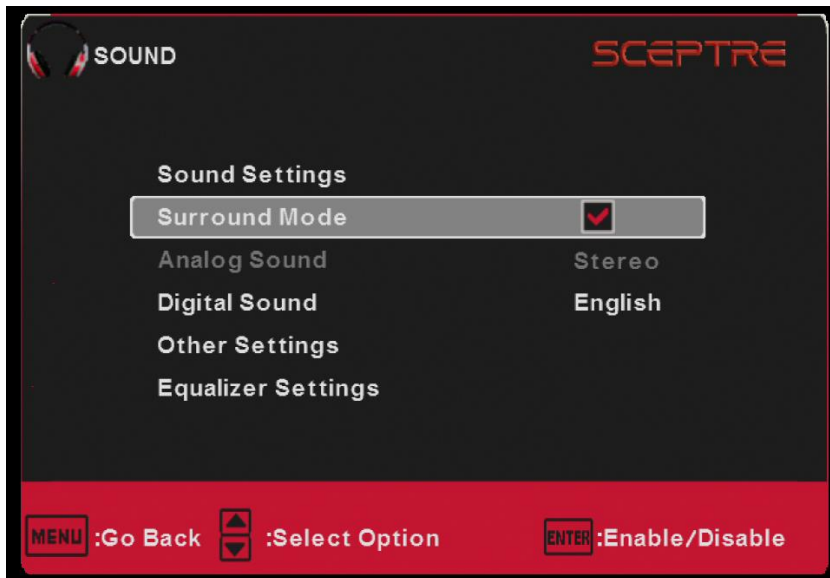 SOUND
SCEPTRE
Sound Settings
Surround Mode
Analog Sound Stereo
Digital Sound English
Other Settings
Equalizer Settings
MENU :Go Back :Select Option ENTER :Enable/Disable